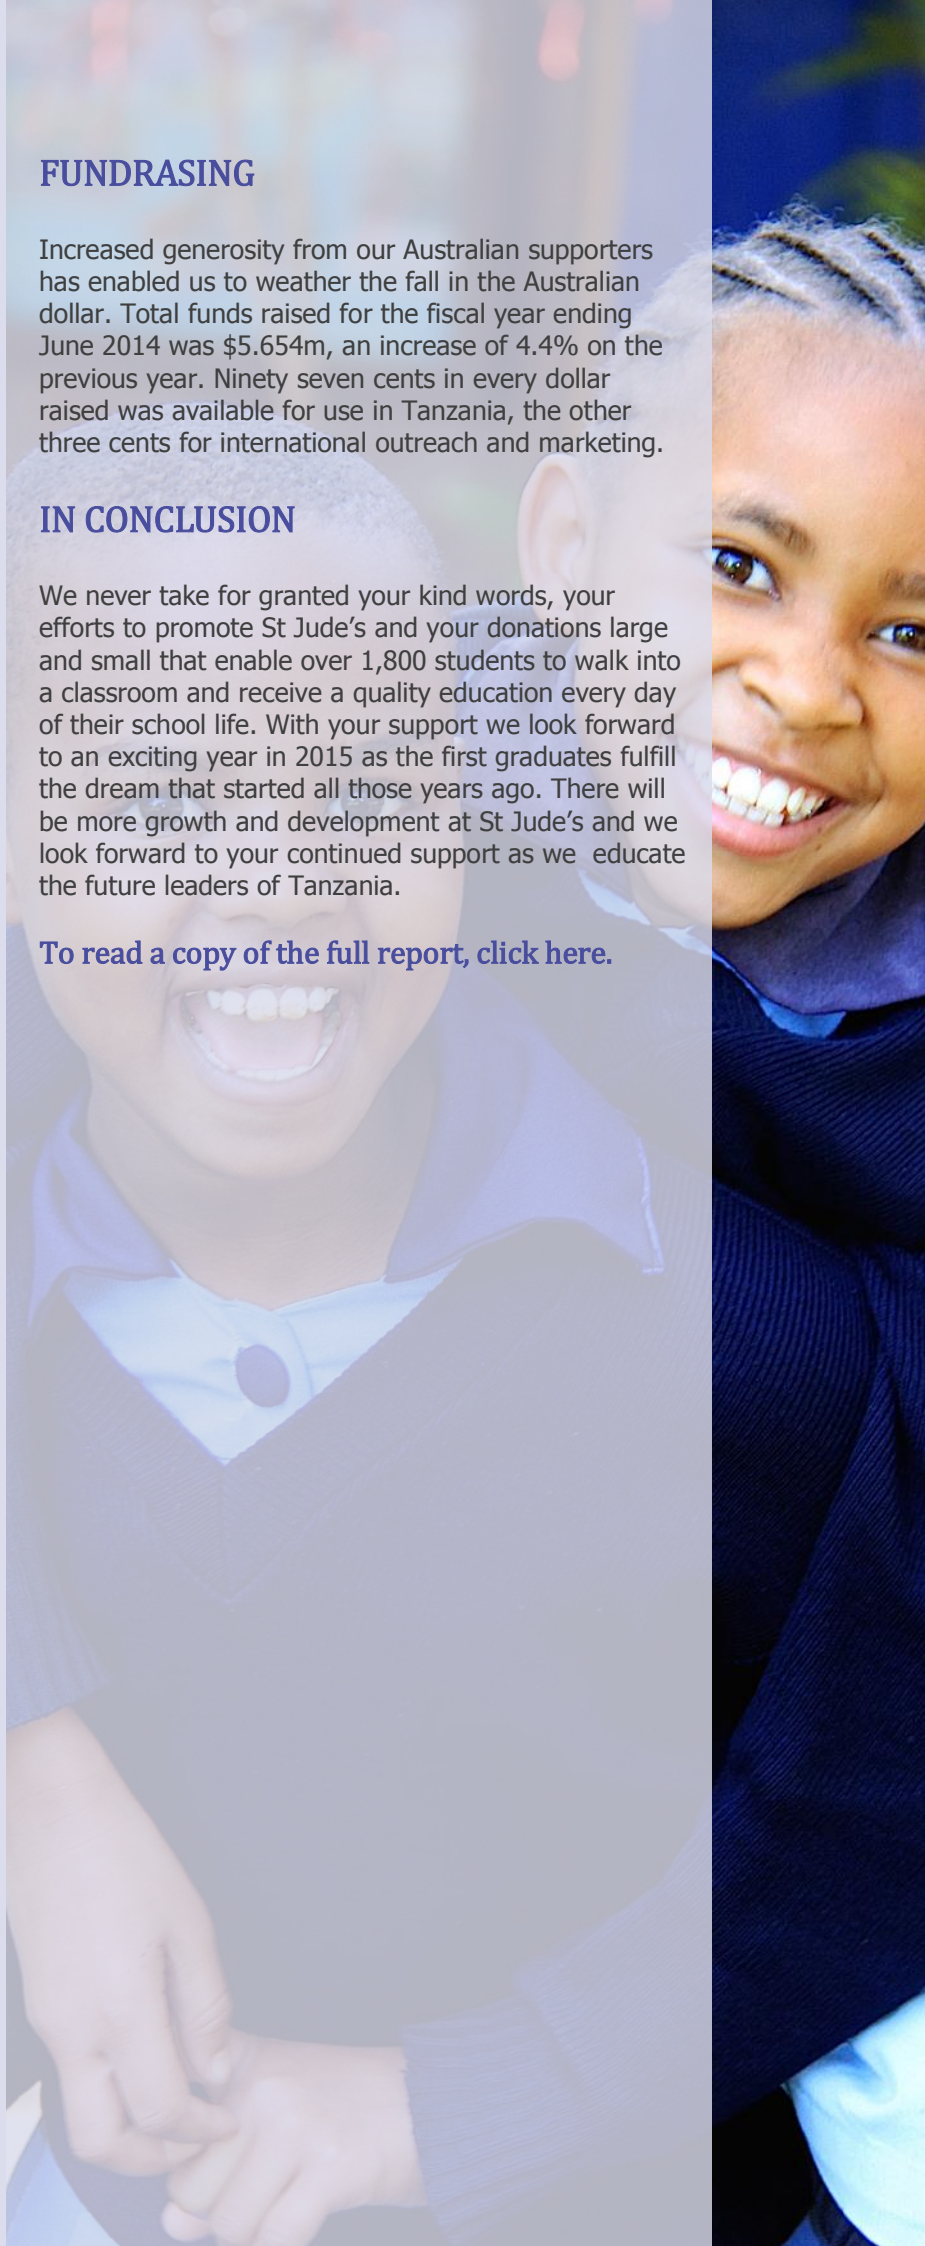 FUNDRASING
Increased generosity from our Australian supporters
has enabled us to weather the fall in the Australian
dollar. Total funds raised for the fiscal year ending
June 2014 was $5.654m, an increase of 4.4% on the
previous year. Ninety seven cents in every dollar
raised was available for use in Tanzania, the other
three cents for international outreach and marketing.
IN CONCLUSION
We never take for granted your kind words, your
efforts to promote St Jude’s and your donations large
and small that enable over 1,800 students to walk into
a classroom and receive a quality education every day
of their school life. With your support we look forward
to an exciting year in 2015 as the first graduates fulfill
the dream that started all those years ago. There will
be more growth and development at St Jude’s and we
look forward to your continued support as we  educate
the future leaders of Tanzania.
To read a copy of the full report, click here.